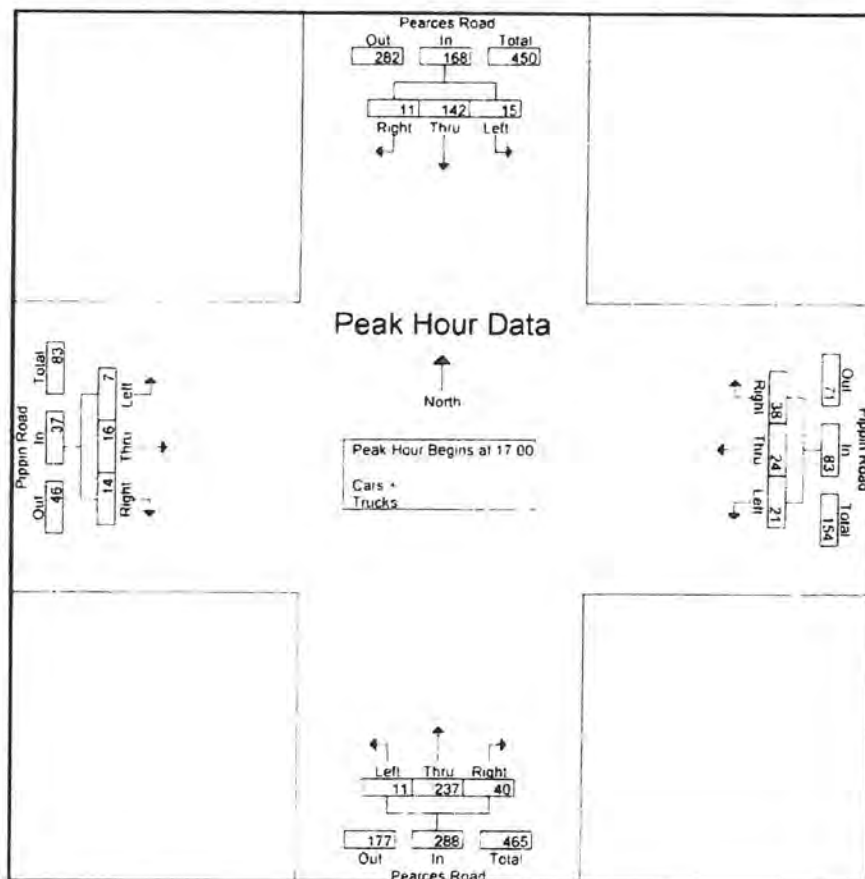 Pearces Road
Out In Total
282 168 450
11 142 15
Right Thru Left
Peak Hour Data
North
Peak Hour Begins at 17 00
Cars +
Trucks
Pippin Road
Total In Out
83 37 46
7 16 14
Left Thru Right
Right Thru Left
38 24 21
Out In Total
71 83 154
Pippin Road
Left Thru Right
11 237 40
177 288 465
Out In Total
Pearces Road